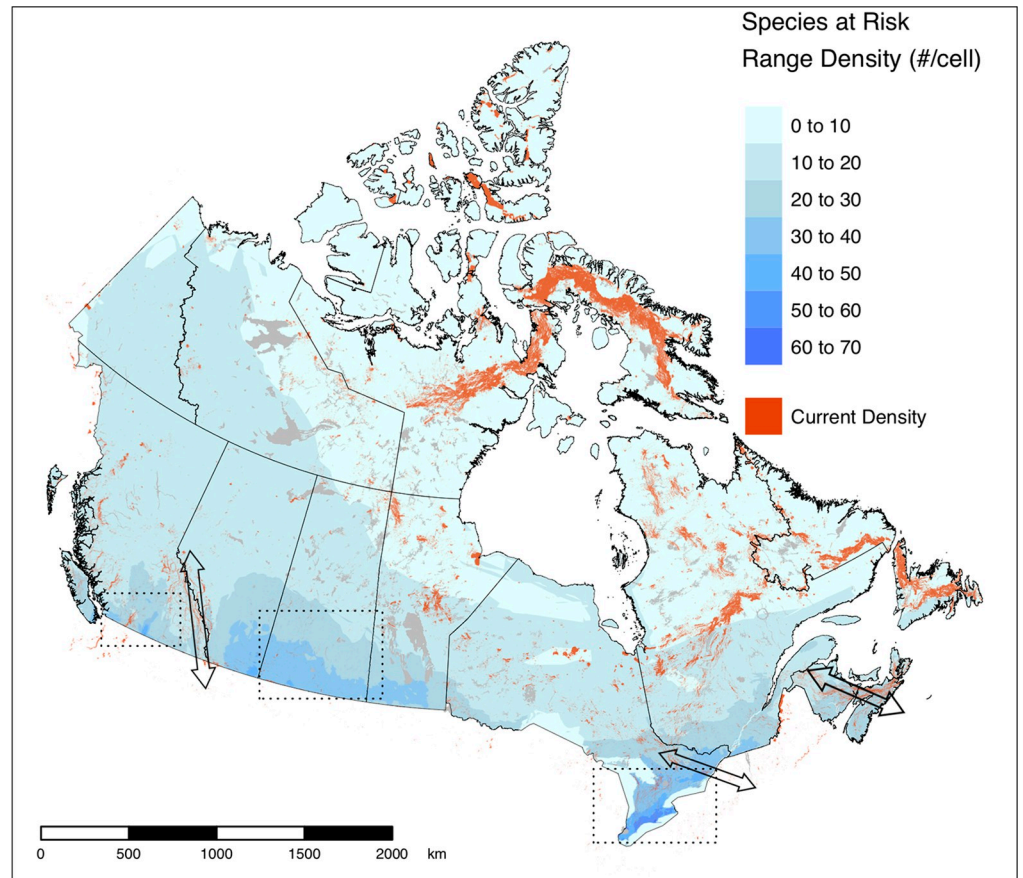 Species at Risk
Range Density (#/cell)
0 to 10
10 to 20
20 to 30
30 to 40
40 to 50
50 to 60
60 to 70
Current Density
0 500 1000 1500 2000 km